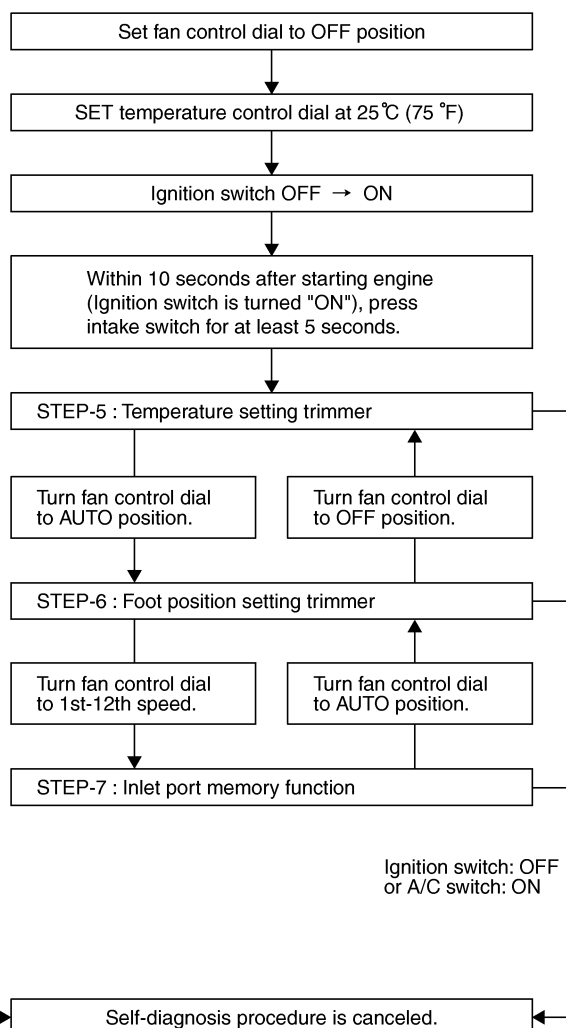 Set fan control dial to OFF position
SET temperature control dial at 25°C (75 °F)
Ignition switch OFF → ON
Within 10 seconds after starting engine
(Ignition switch is turned "ON"), press
intake switch for at least 5 seconds.
STEP-5 : Temperature setting trimmer
Turn fan control dial
to AUTO position.
Turn fan control dial
to OFF position.
STEP-6 : Foot position setting trimmer
Turn fan control dial
to 1st-12th speed.
Turn fan control dial
to AUTO position.
STEP-7 : Inlet port memory function
Ignition switch: OFF
or A/C switch: ON
Self-diagnosis procedure is canceled.